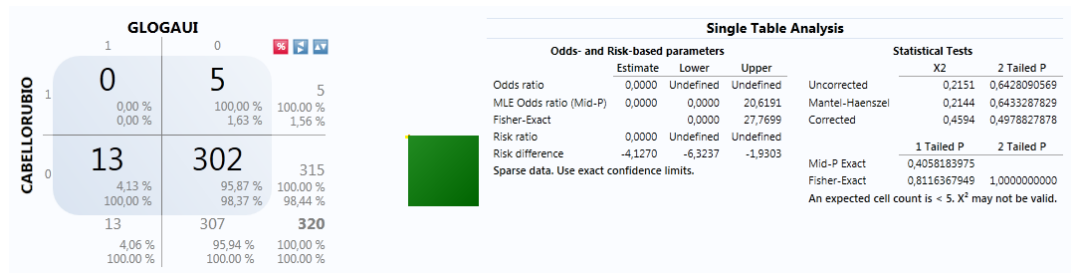 GLOGAUI
1 0 %
CABELLORUBIO
1 0 5 5
0,00 % 100,00 % 100.00 %
0,00 % 1,63 % 1,56 %
0 13 302 315
4,13 % 95,87 % 100.00 %
100,00 % 98,37 % 98,44 %
13 307 320
4,06 % 95,94 % 100,00 %
100.00 % 100.00 % 100.00 %
Single Table Analysis
Odds- and Risk-based parameters
Estimate Lower Upper
Odds ratio 0,0000 Undefined Undefined
MLE Odds ratio (Mid-P) 0,0000 0,0000 20,6191
Fisher-Exact 0,0000 27,7699
Risk ratio 0,0000 Undefined Undefined
Risk difference -4,1270 -6,3237 -1,9303
Sparse data. Use exact confidence limits.
Statistical Tests
X2 2 Tailed P
Uncorrected 0,2151 0,6428090569
Mantel-Haenszel 0,2144 0,6433287829
Corrected 0,4594 0,4978827878
1 Tailed P 2 Tailed P
Mid-P Exact 0,4058183975
Fisher-Exact 0,8116367949 1,0000000000
An expected cell count is < 5. X² may not be valid.